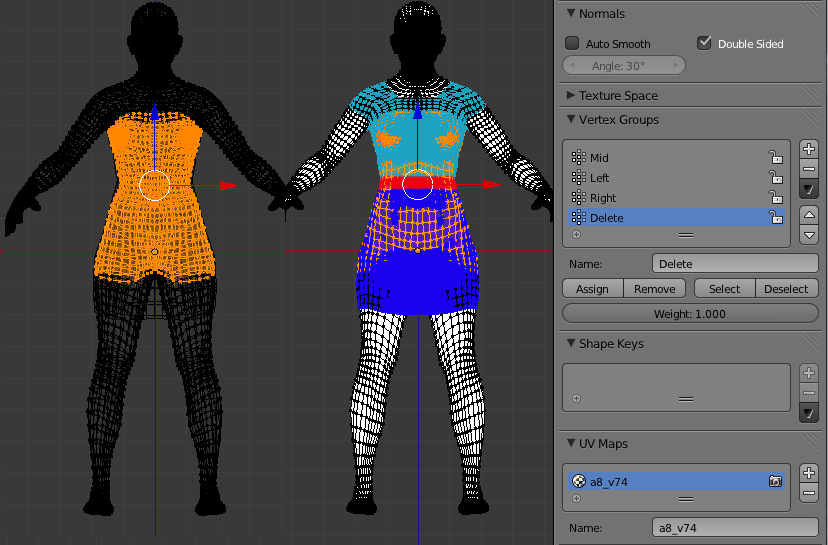 Normals
Auto Smooth
Double Sided
Angle: 30°
Texture Space
Vertex Groups
Mid
Left
Right
Delete
Name:
Delete
Assign
Remove
Select
Deselect
Weight: 1.000
Shape Keys
UV Maps
a8_v74
Name:
a8_v74